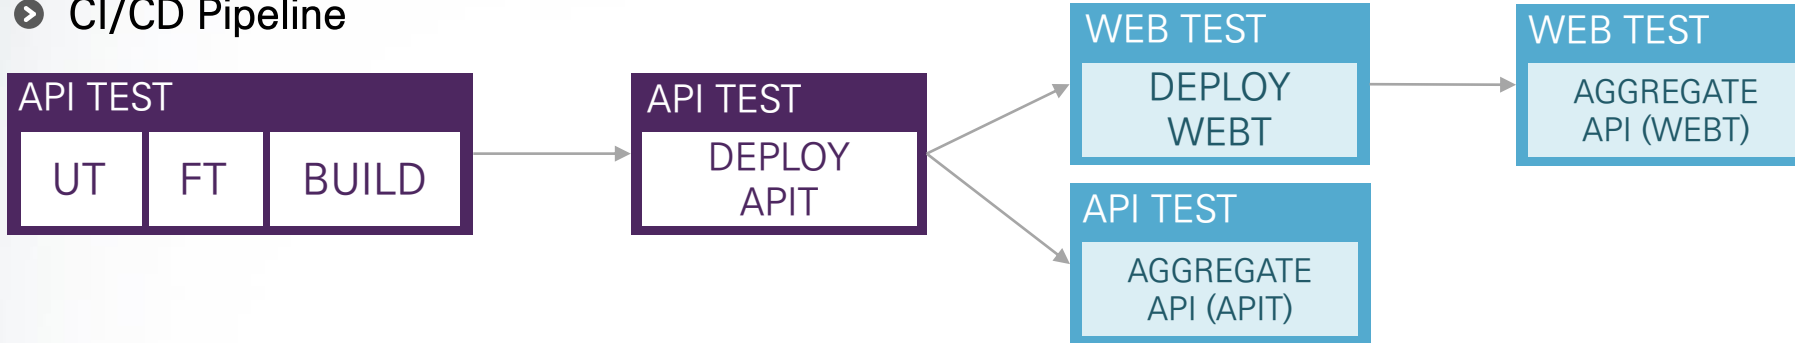 CI/CD Pipeline
API TEST
UT
FT
BUILD
API TEST
DEPLOY
APIT
WEB TEST
DEPLOY
WEBT
API TEST
AGGREGATE
API (APIT)
WEB TEST
AGGREGATE
API (WEBT)